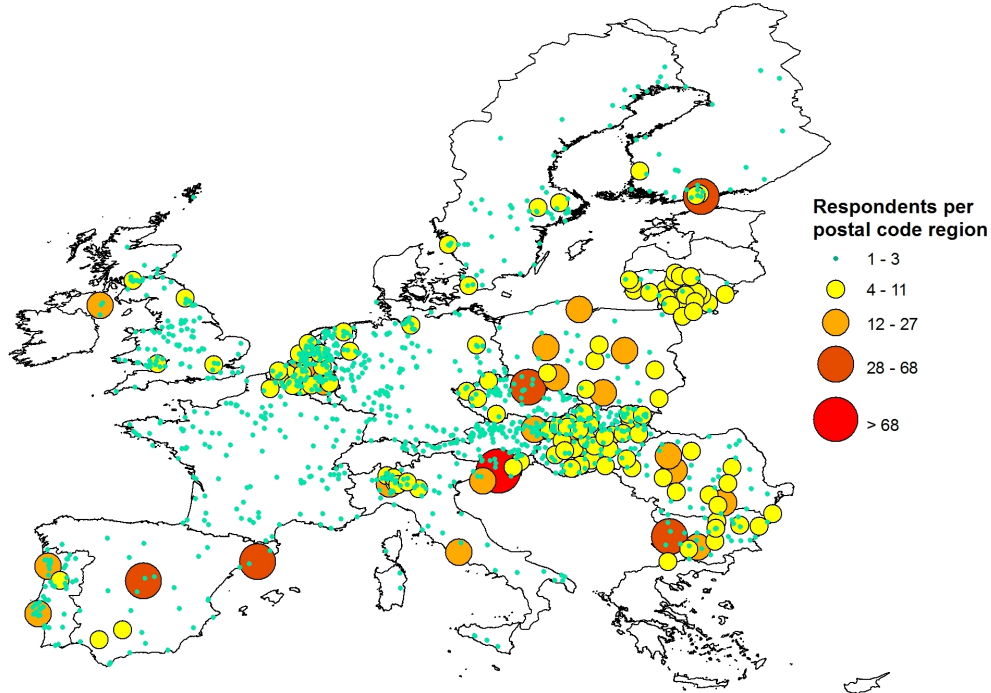 Respondents per
postal code region
1 - 3
4 - 11
12 - 27
28 - 68
> 68